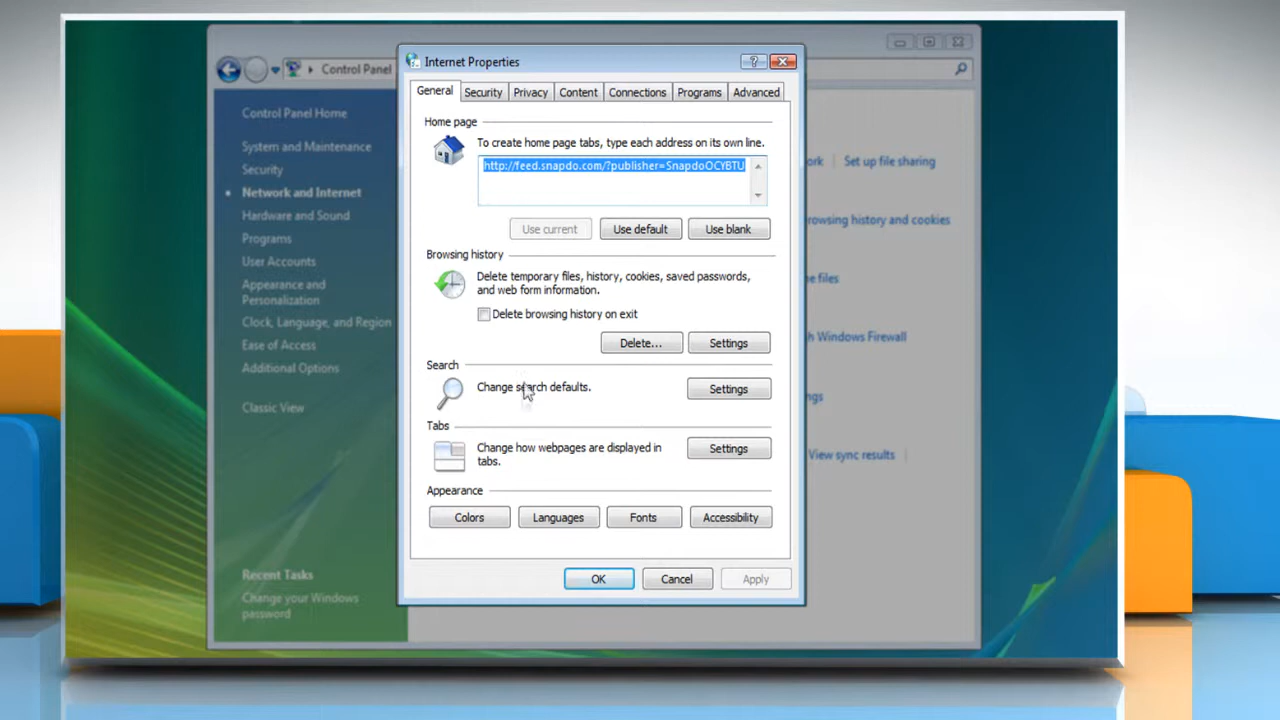 Internet Properties
Control Panel
General
Security
Privacy
Content
Connections
Programs
Advanced
Control Panel Home
System and Maintenance
Security
Network and Internet
Hardware and Sound
Programs
User Accounts
Appearance and
Personalization
Clock, Language, and Region
Ease of Access
Additional Options
Classic View
Recent Tasks
Change your Windows
password
Home page
To create home page tabs, type each address on its own line.
http://feed.snapdo.com/?publisher=SnapdoOCYBTU
Use current
Use default
Use blank
Browsing history
Delete temporary files, history, cookies, saved passwords,
and web form information.
Delete browsing history on exit
Delete...
Settings
Search
Change search defaults.
Settings
Tabs
Change how webpages are displayed in
tabs.
Settings
Appearance
Colors
Languages
Fonts
Accessibility
OK
Cancel
Apply
Set up file sharing
history and cookies
files
Windows Firewall
View sync results